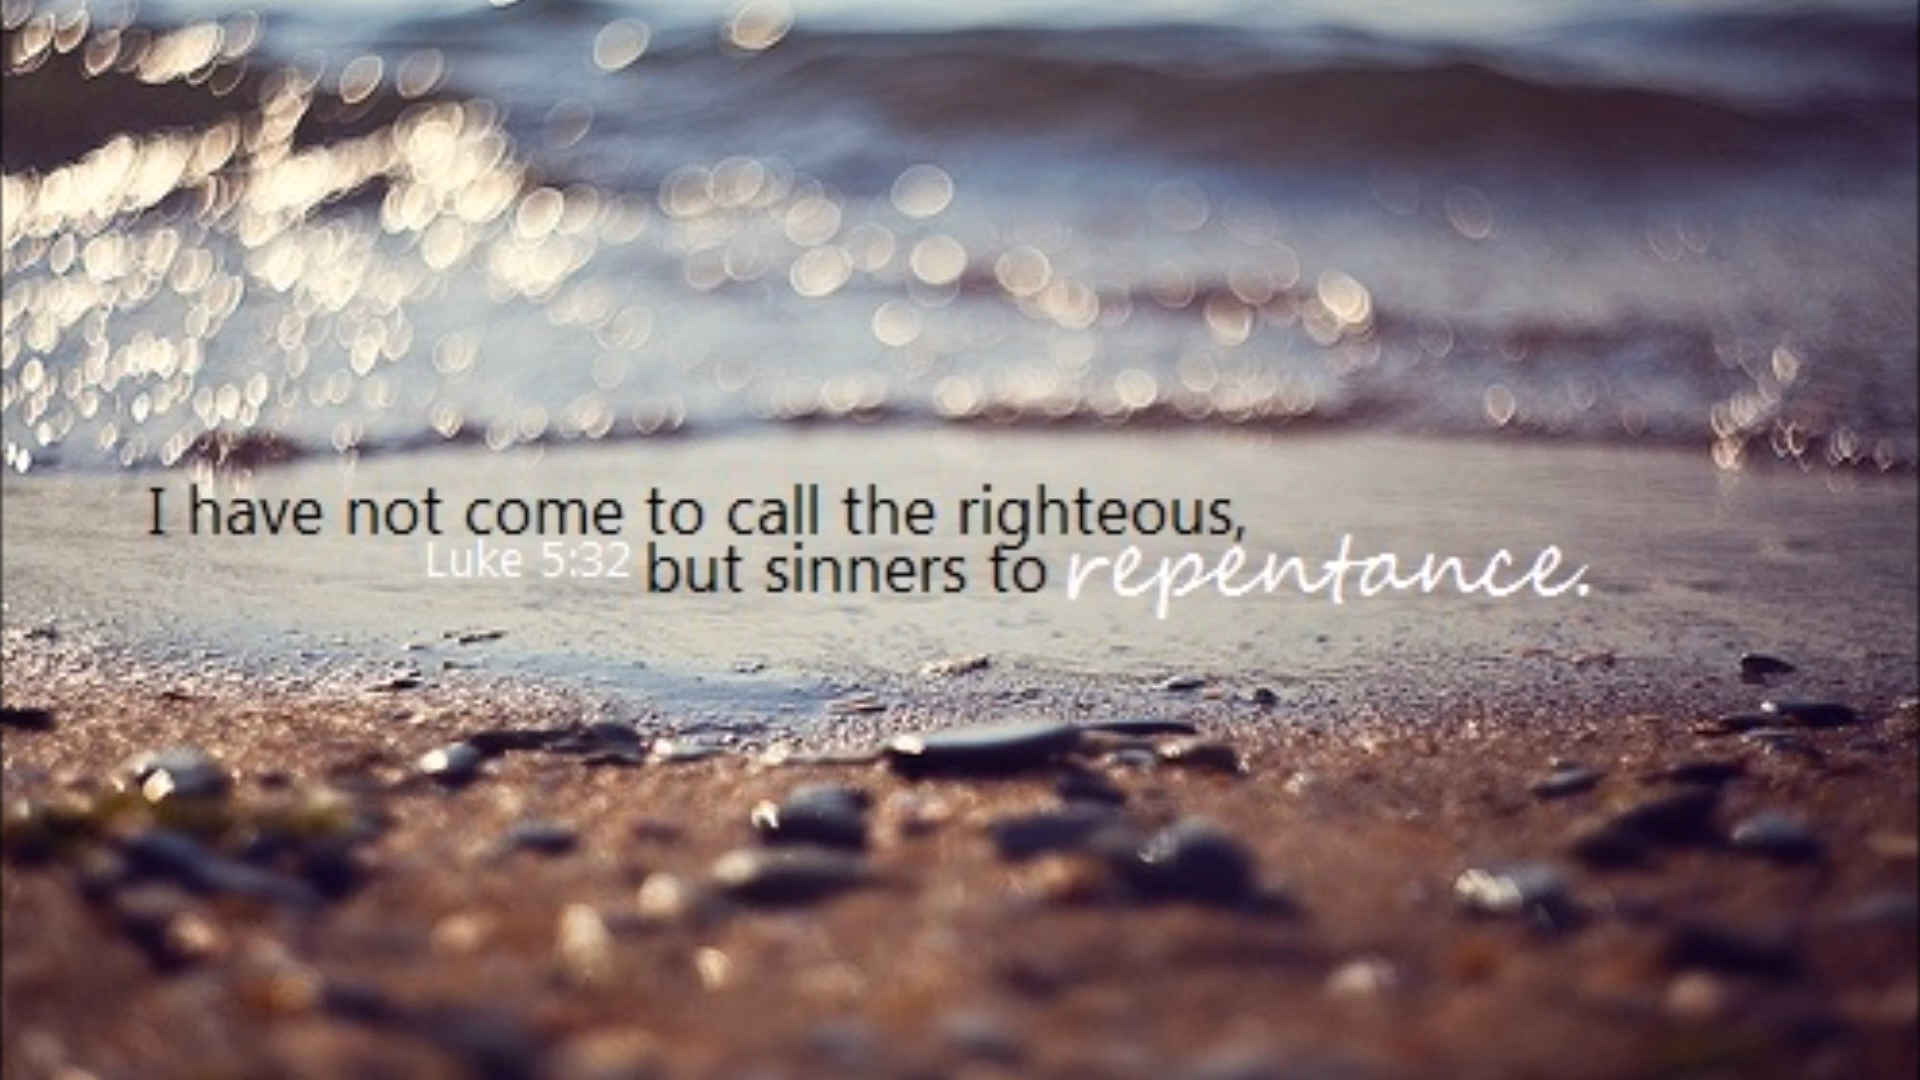 I have not come to call the righteous,
Luke 5:32 but sinners to repentance.